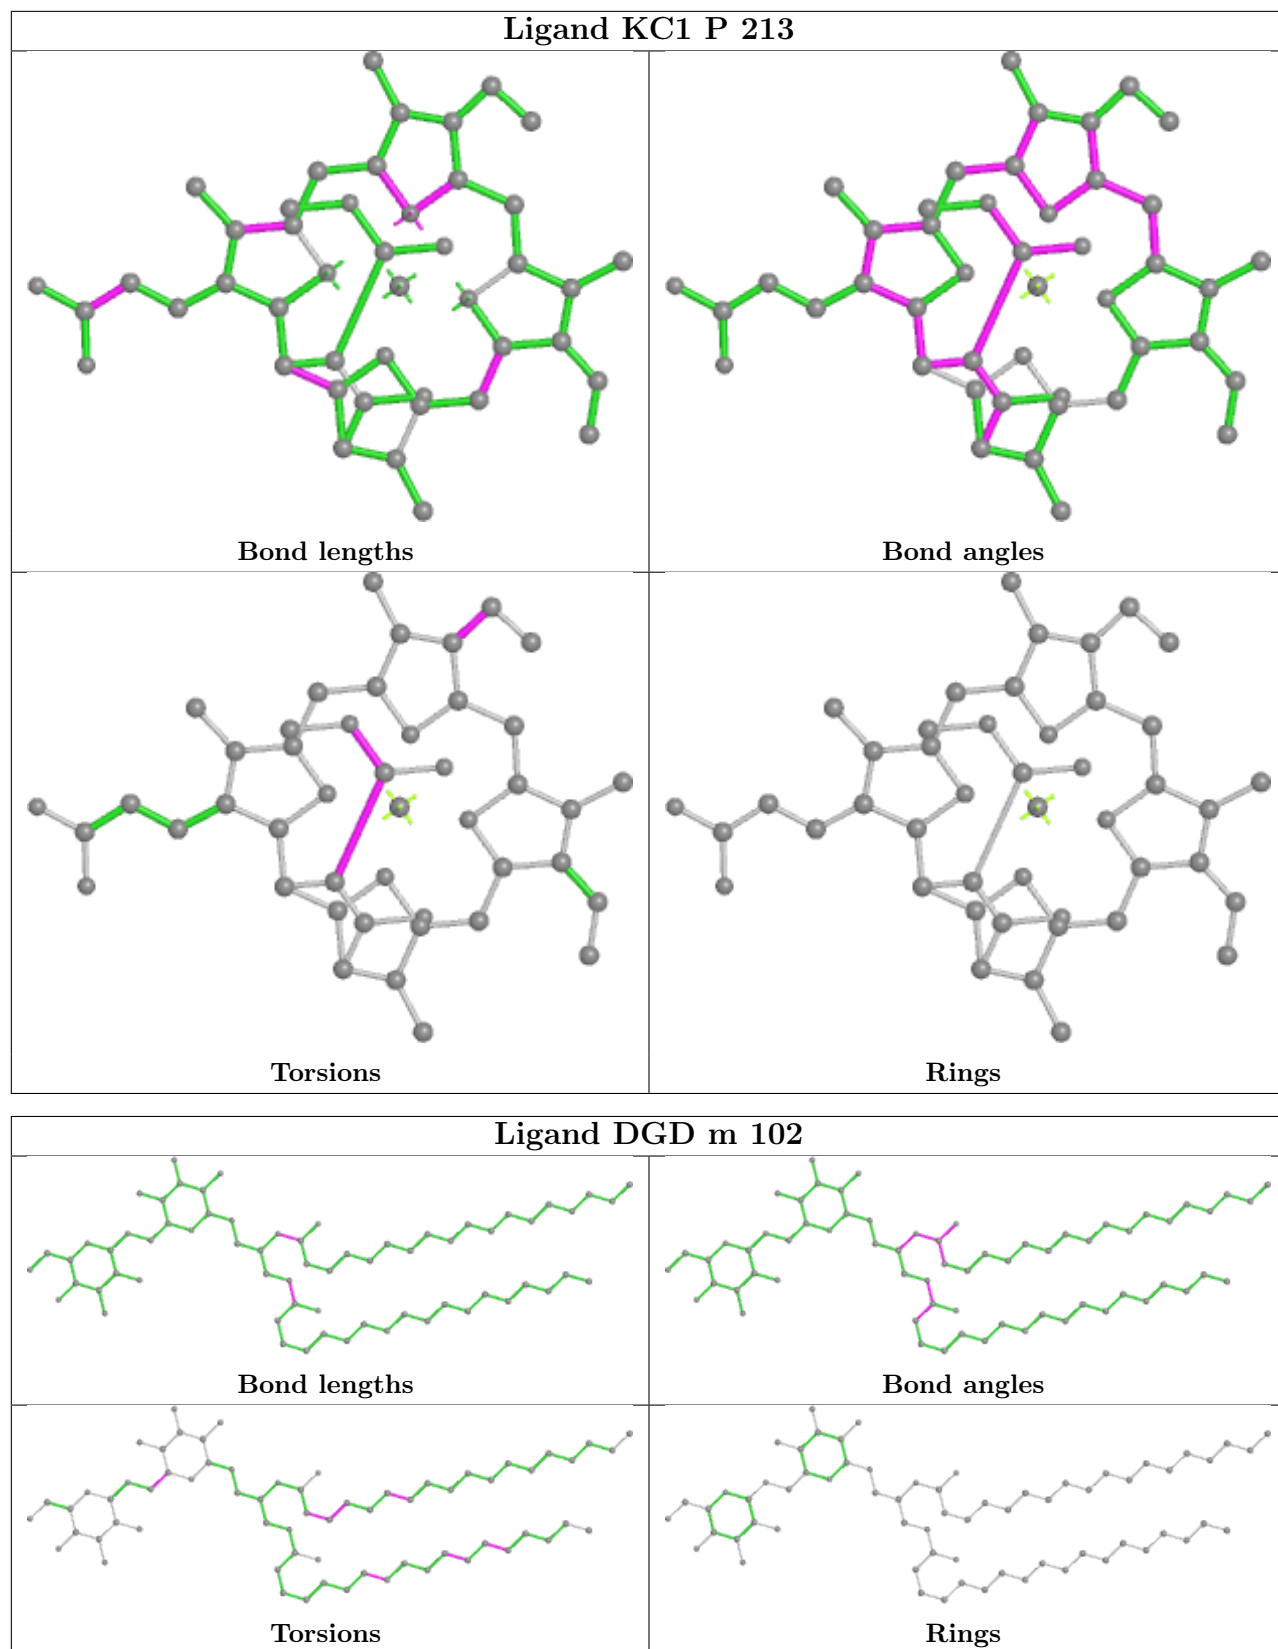 Ligand KC1 P 213
Bond lengths
Bond angles
Torsions
Rings
Ligand DGD m 102
Bond lengths
Bond angles
Torsions
Rings